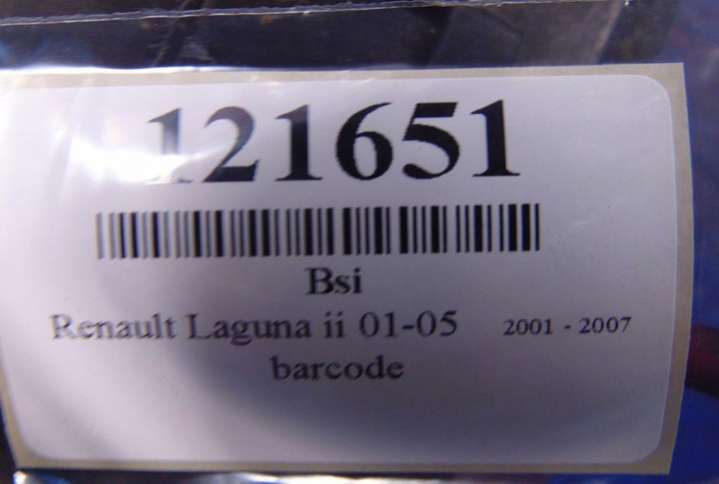 121651
Bsi
Renault Laguna ii 01-05 2001 - 2007
barcode